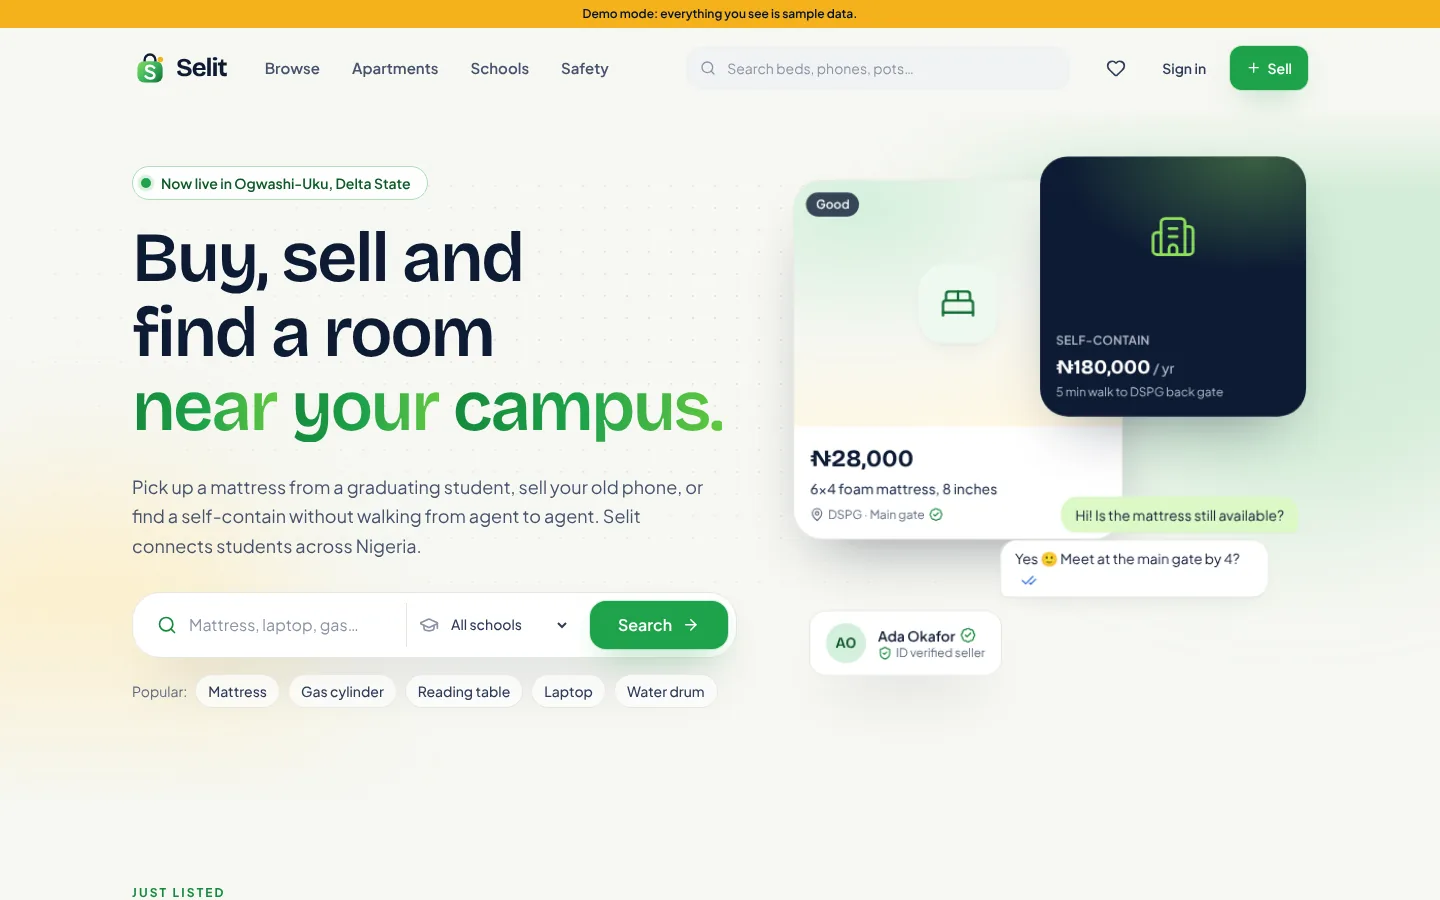 Demo mode: everything you see is sample data.
Selit
Browse
Apartments
Schools
Safety
Search beds, phones, pots...
Sign in
+ Sell
Now live in Ogwashi-Uku, Delta State
Buy, sell and
find a room
near your campus.
Pick up a mattress from a graduating student, sell your old phone, or
find a self-contain without walking from agent to agent. Selit
connects students across Nigeria.
Mattress, laptop, gas...
All schools
Search
Popular:
Mattress
Gas cylinder
Reading table
Laptop
Water drum
Good
₦28,000
6×4 foam mattress, 8 inches
DSPG · Main gate
SELF-CONTAIN
₦180,000 / yr
5 min walk to DSPG back gate
Hi! Is the mattress still available?
Yes 🙂 Meet at the main gate by 4?
AO
Ada Okafor
ID verified seller
JUST LISTED